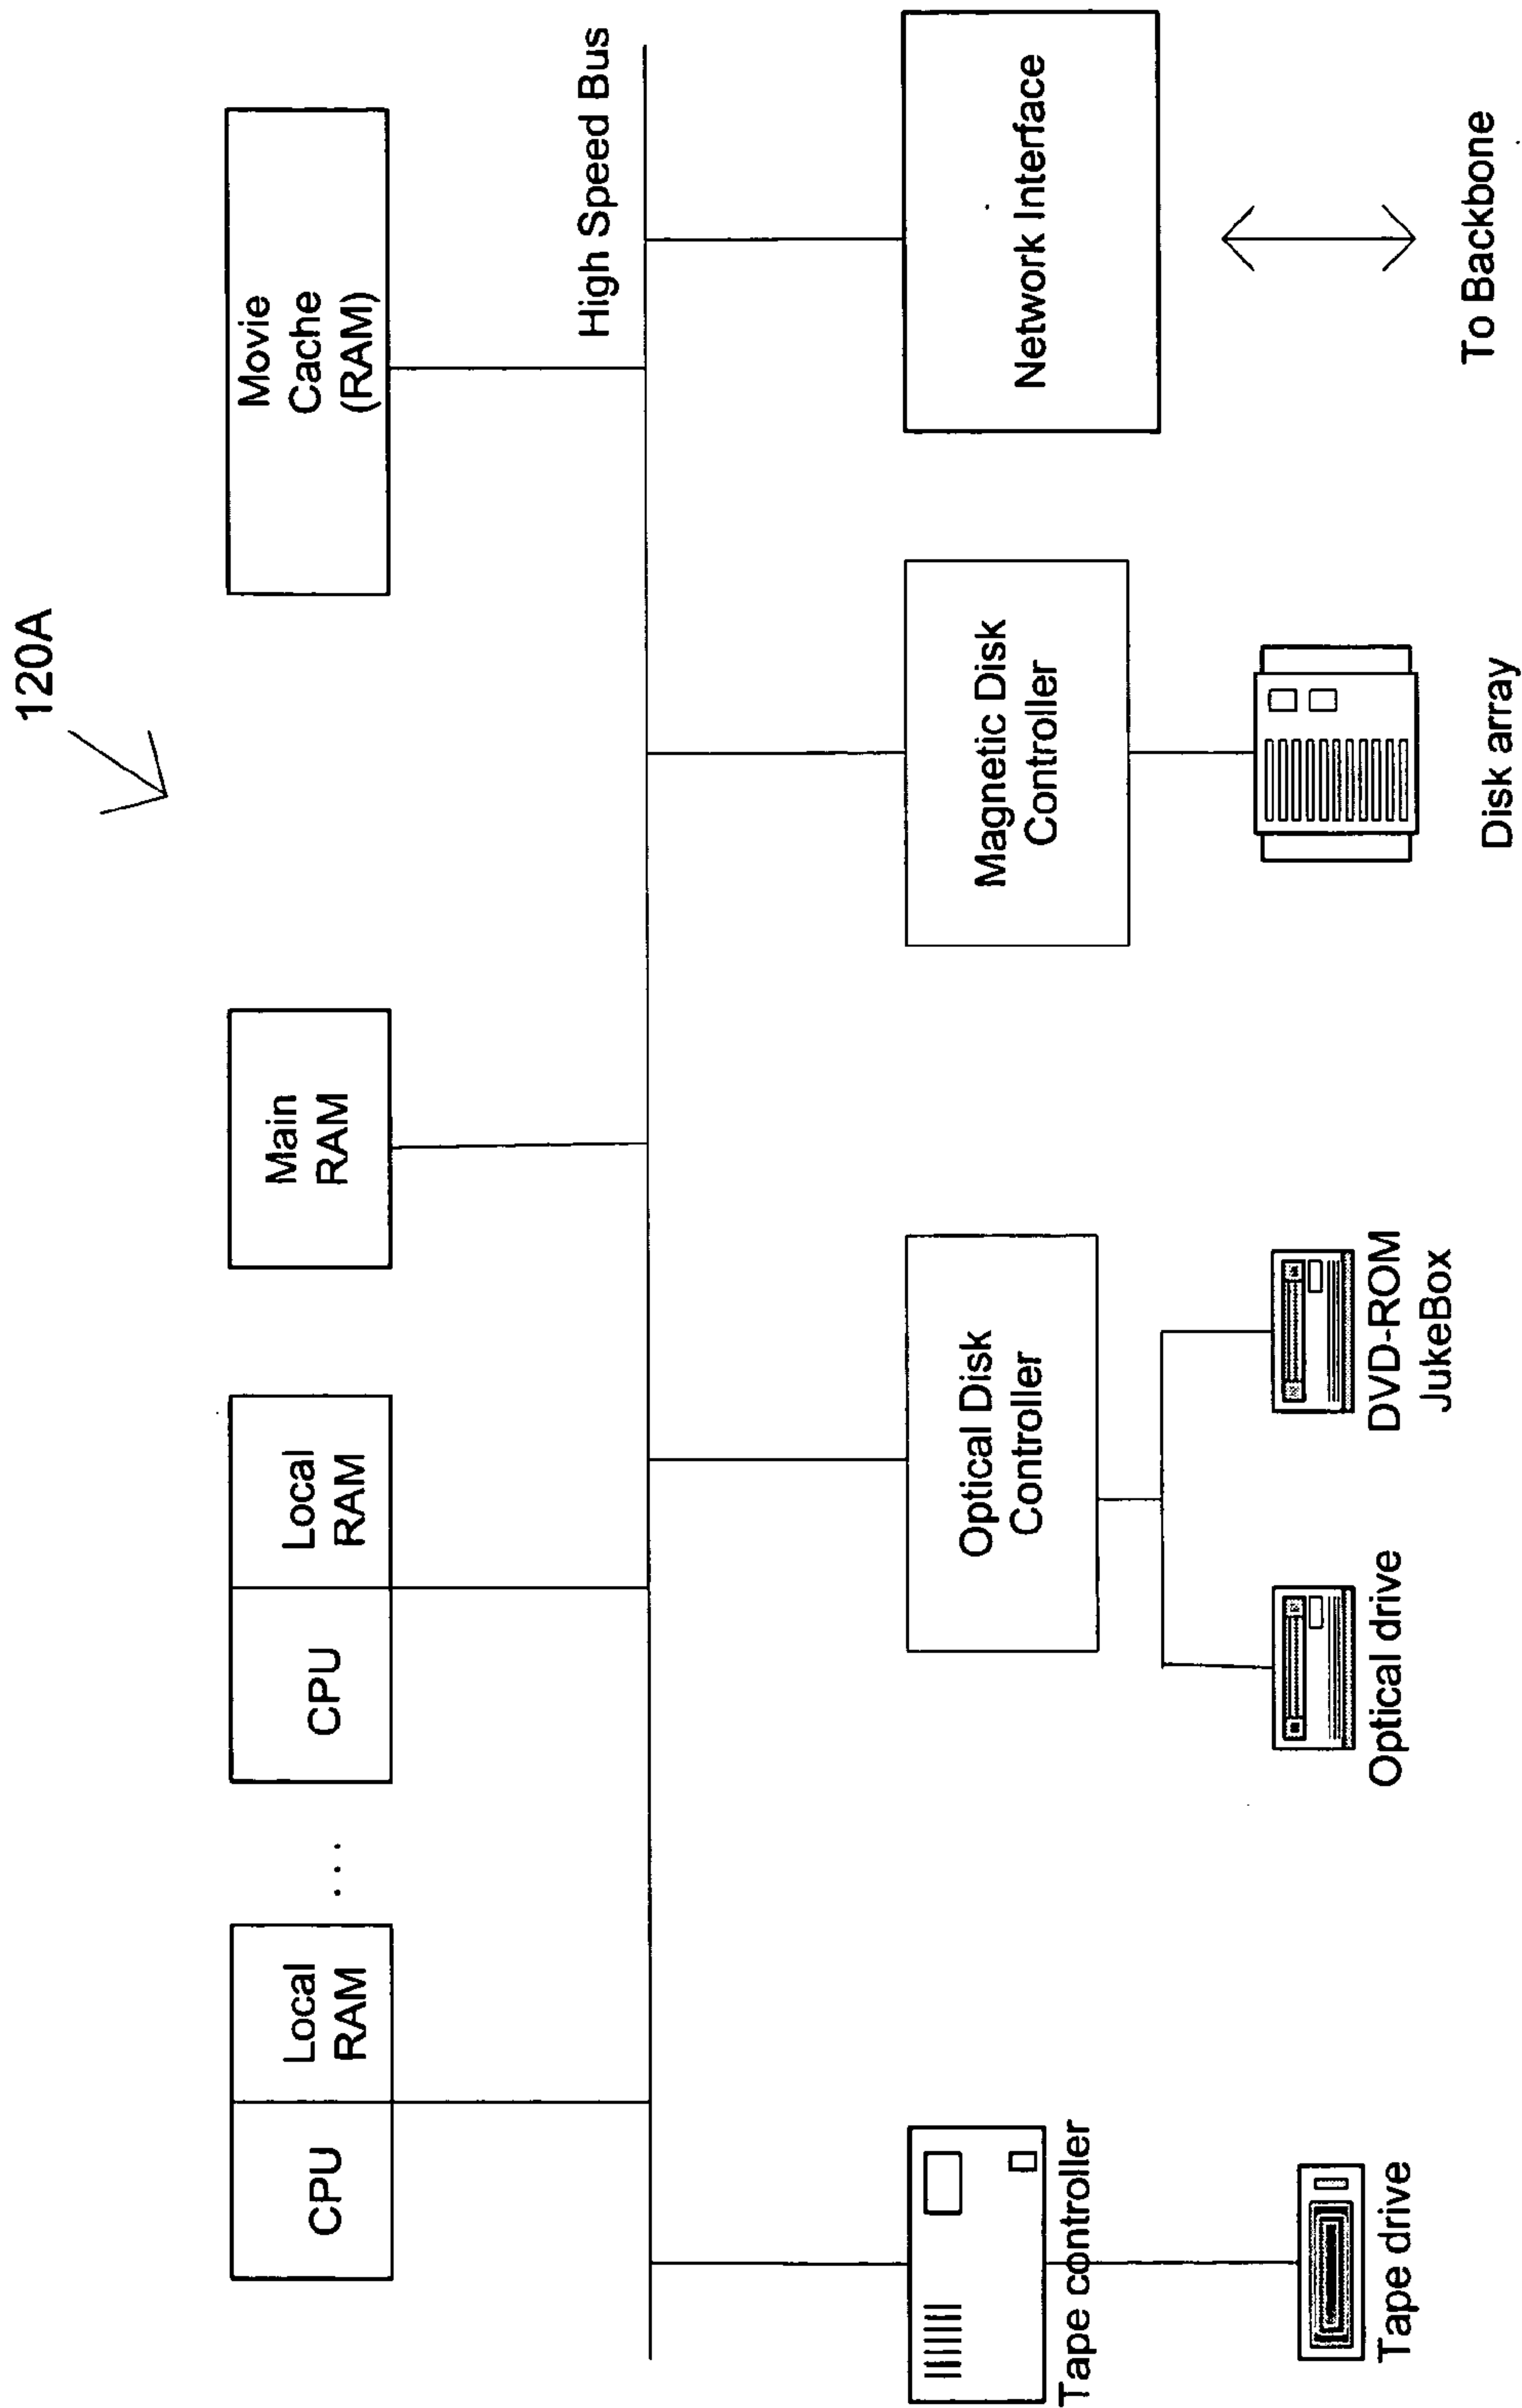 120A
CPU
Local
RAM
. . .
CPU
Local
RAM
Main
RAM
Movie
Cache
(RAM)
High Speed Bus
Tape controller
Tape drive
Optical Disk
Controller
Optical drive
DVD-ROM
JukeBox
Magnetic Disk
Controller
Disk array
Network Interface
To Backbone